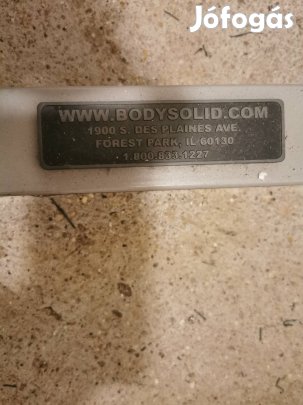 Jófogás
WWW.BODYSOLID.COM
1900 S. DES PLAINES AVE.
FOREST PARK, IL 60130
1.800.833.1227